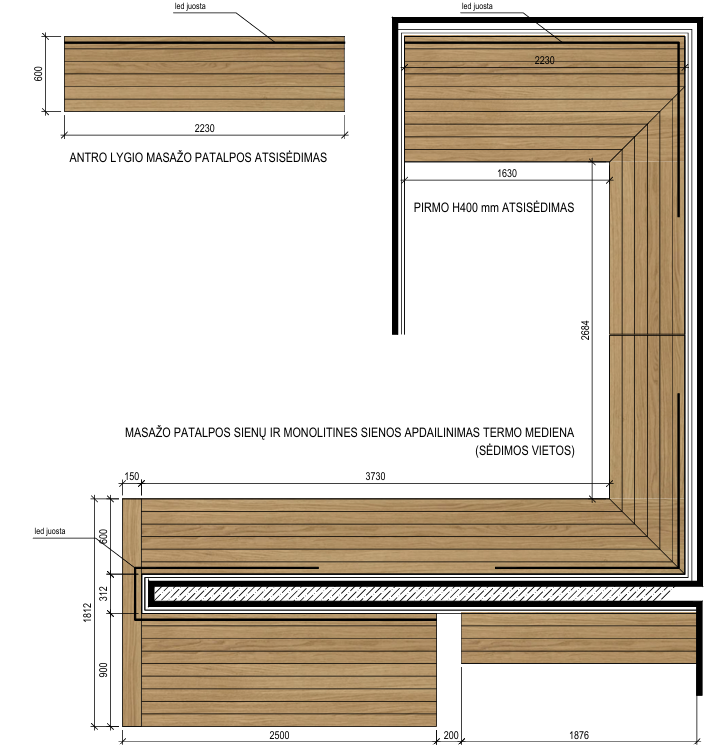 led juosta
led juosta
600
2230
2230
ANTRO LYGIO MASAŽO PATALPOS ATSISĖDIMAS
1630
PIRMO H400 mm ATSISĖDIMAS
2684
MASAŽO PATALPOS SIENŲ IR MONOLITINES SIENOS APDAILINIMAS TERMO MEDIENA
(SĖDIMOS VIETOS)
150
3730
led juosta
600
312
1812
900
2500
200
1876